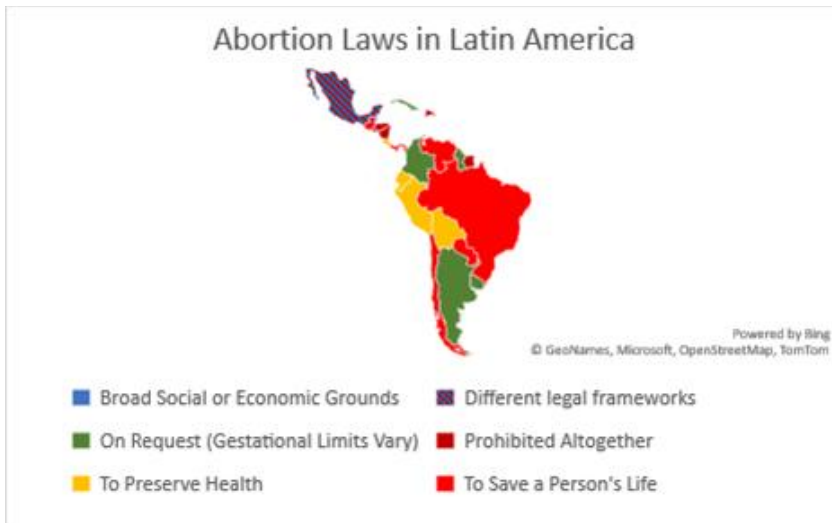 Abortion Laws in Latin America
Powered by Bing
© GeoNames, Microsoft, OpenStreetMap, TomTom
Broad Social or Economic Grounds
Different legal frameworks
On Request (Gestational Limits Vary)
Prohibited Altogether
To Preserve Health
To Save a Person's Life